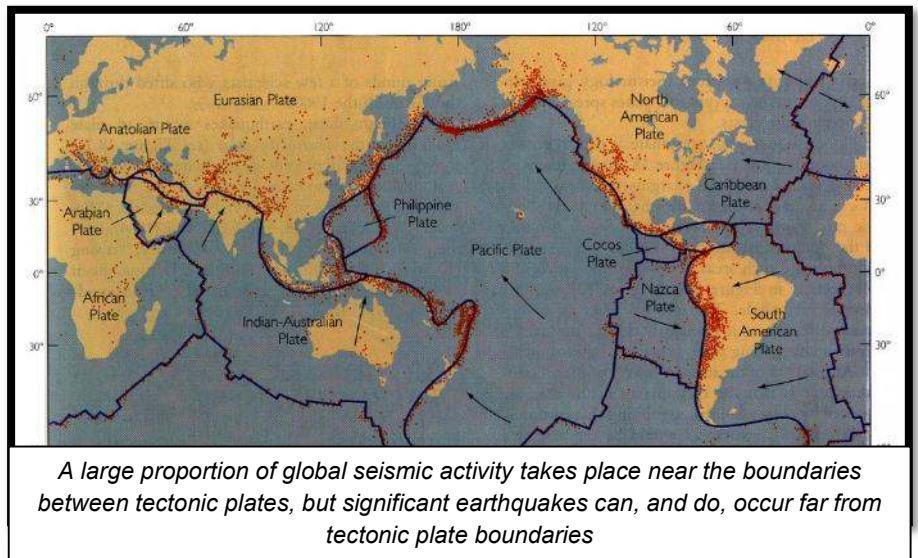 0° 60° 120° 180° 120° 60° 0°
60° 60°
Eurasian Plate
North
American
Plate
Anatolian Plate
Caribbean
Plate
30° 30°
Arabian
Plate
Philippine
Plate
Pacific Plate
Cocos
Plate
0° 0°
African
Plate
Nazca
Plate
Indian-Australian
Plate
South
American
Plate
30° 30°
A large proportion of global seismic activity takes place near the boundaries
between tectonic plates, but significant earthquakes can, and do, occur far from
tectonic plate boundaries